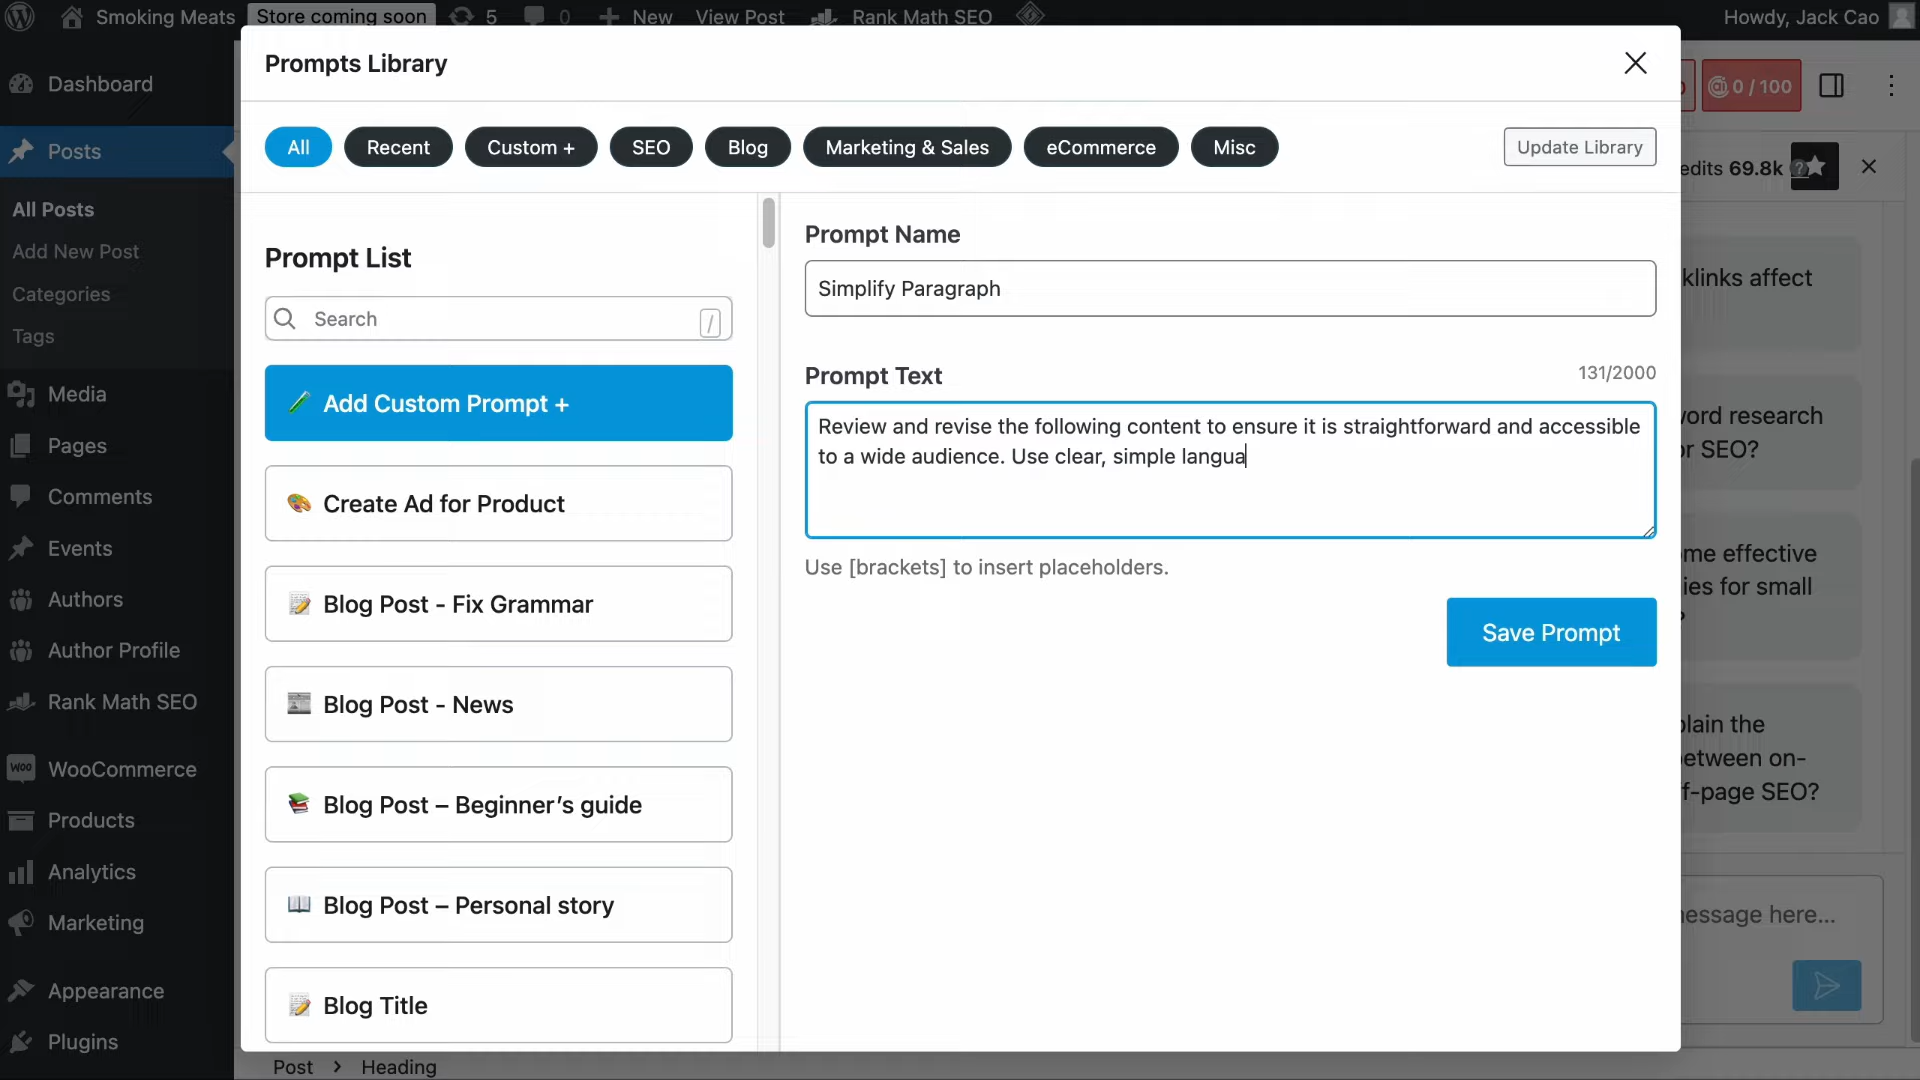 Smoking Meats Store coming soon 5 0 New View Post Rank Math SEO Howdy, Jack Cao
Dashboard
Posts
All Posts
Add New Post
Categories
Tags
Media
Pages
Comments
Events
Authors
Author Profile
Rank Math SEO
WooCommerce
Products
Analytics
Marketing
Appearance
Plugins
Prompts Library
All Recent Custom + SEO Blog Marketing & Sales eCommerce Misc Update Library
Prompt List
Search /
Add Custom Prompt +
Create Ad for Product
Blog Post - Fix Grammar
Blog Post - News
Blog Post – Beginner's guide
Blog Post – Personal story
Blog Title
Prompt Name
Simplify Paragraph
Prompt Text 131/2000
Review and revise the following content to ensure it is straightforward and accessible
to a wide audience. Use clear, simple langua
Use [brackets] to insert placeholders.
Save Prompt
0 / 100
edits 69.8k ?
klinks affect
ord research
r SEO?
me effective
ies for small
?
lain the
etween on-
f-page SEO?
essage here...
Post > Heading